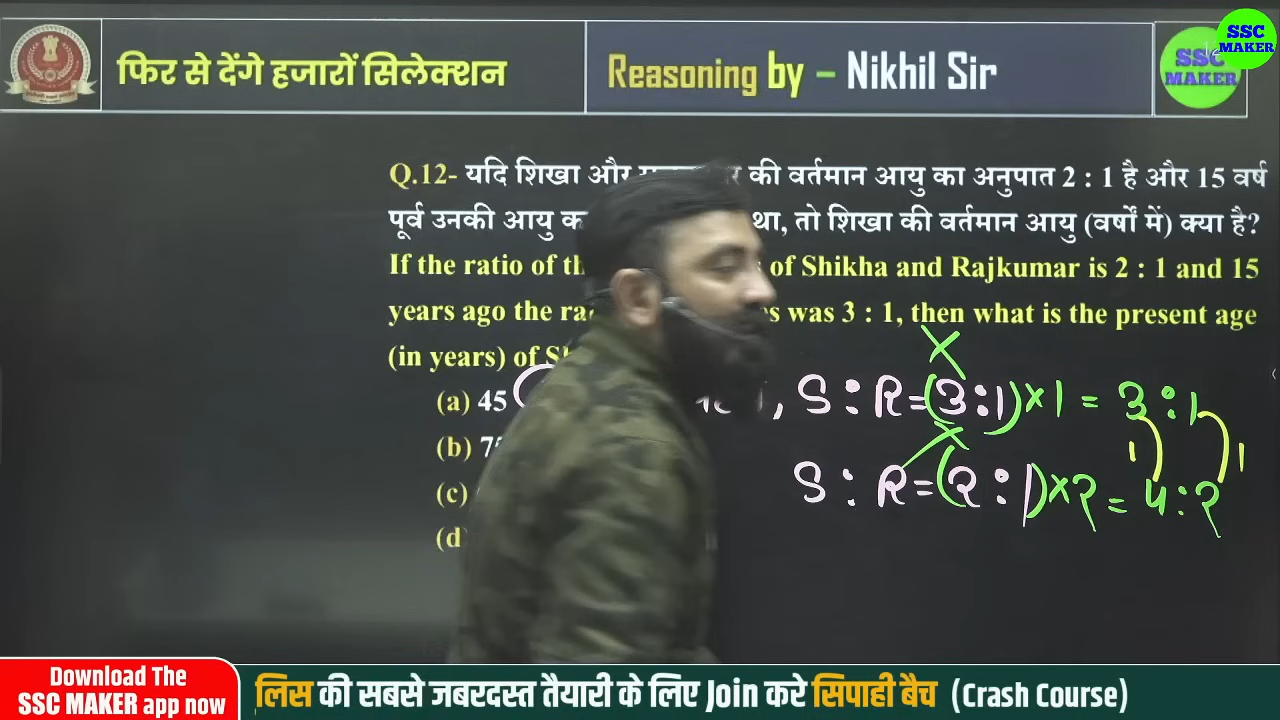 फिर से देंगे हजारों सिलेक्शन
Reasoning by – Nikhil Sir
SSC MAKER
SSC MAKER
Q.12- यदि शिखा और की वर्तमान आयु का अनुपात 2 : 1 है और 15 वर्ष
पूर्व उनकी आयु था, तो शिखा की वर्तमान आयु (वर्षों में) क्या है?
If the ratio of of Shikha and Rajkumar is 2 : 1 and 15
years ago the was 3 : 1, then what is the present age
(in years) of
(a) 45
(b)
(c)
(d)
, S : R = (3 : 1) × 1 = 3 : 1
1 1
S : R = (2 : 1) × 2 = 4 : 2
Download The
SSC MAKER app now
लिस की सबसे जबरदस्त तैयारी के लिए Join करे सिपाही बैच (Crash Course)